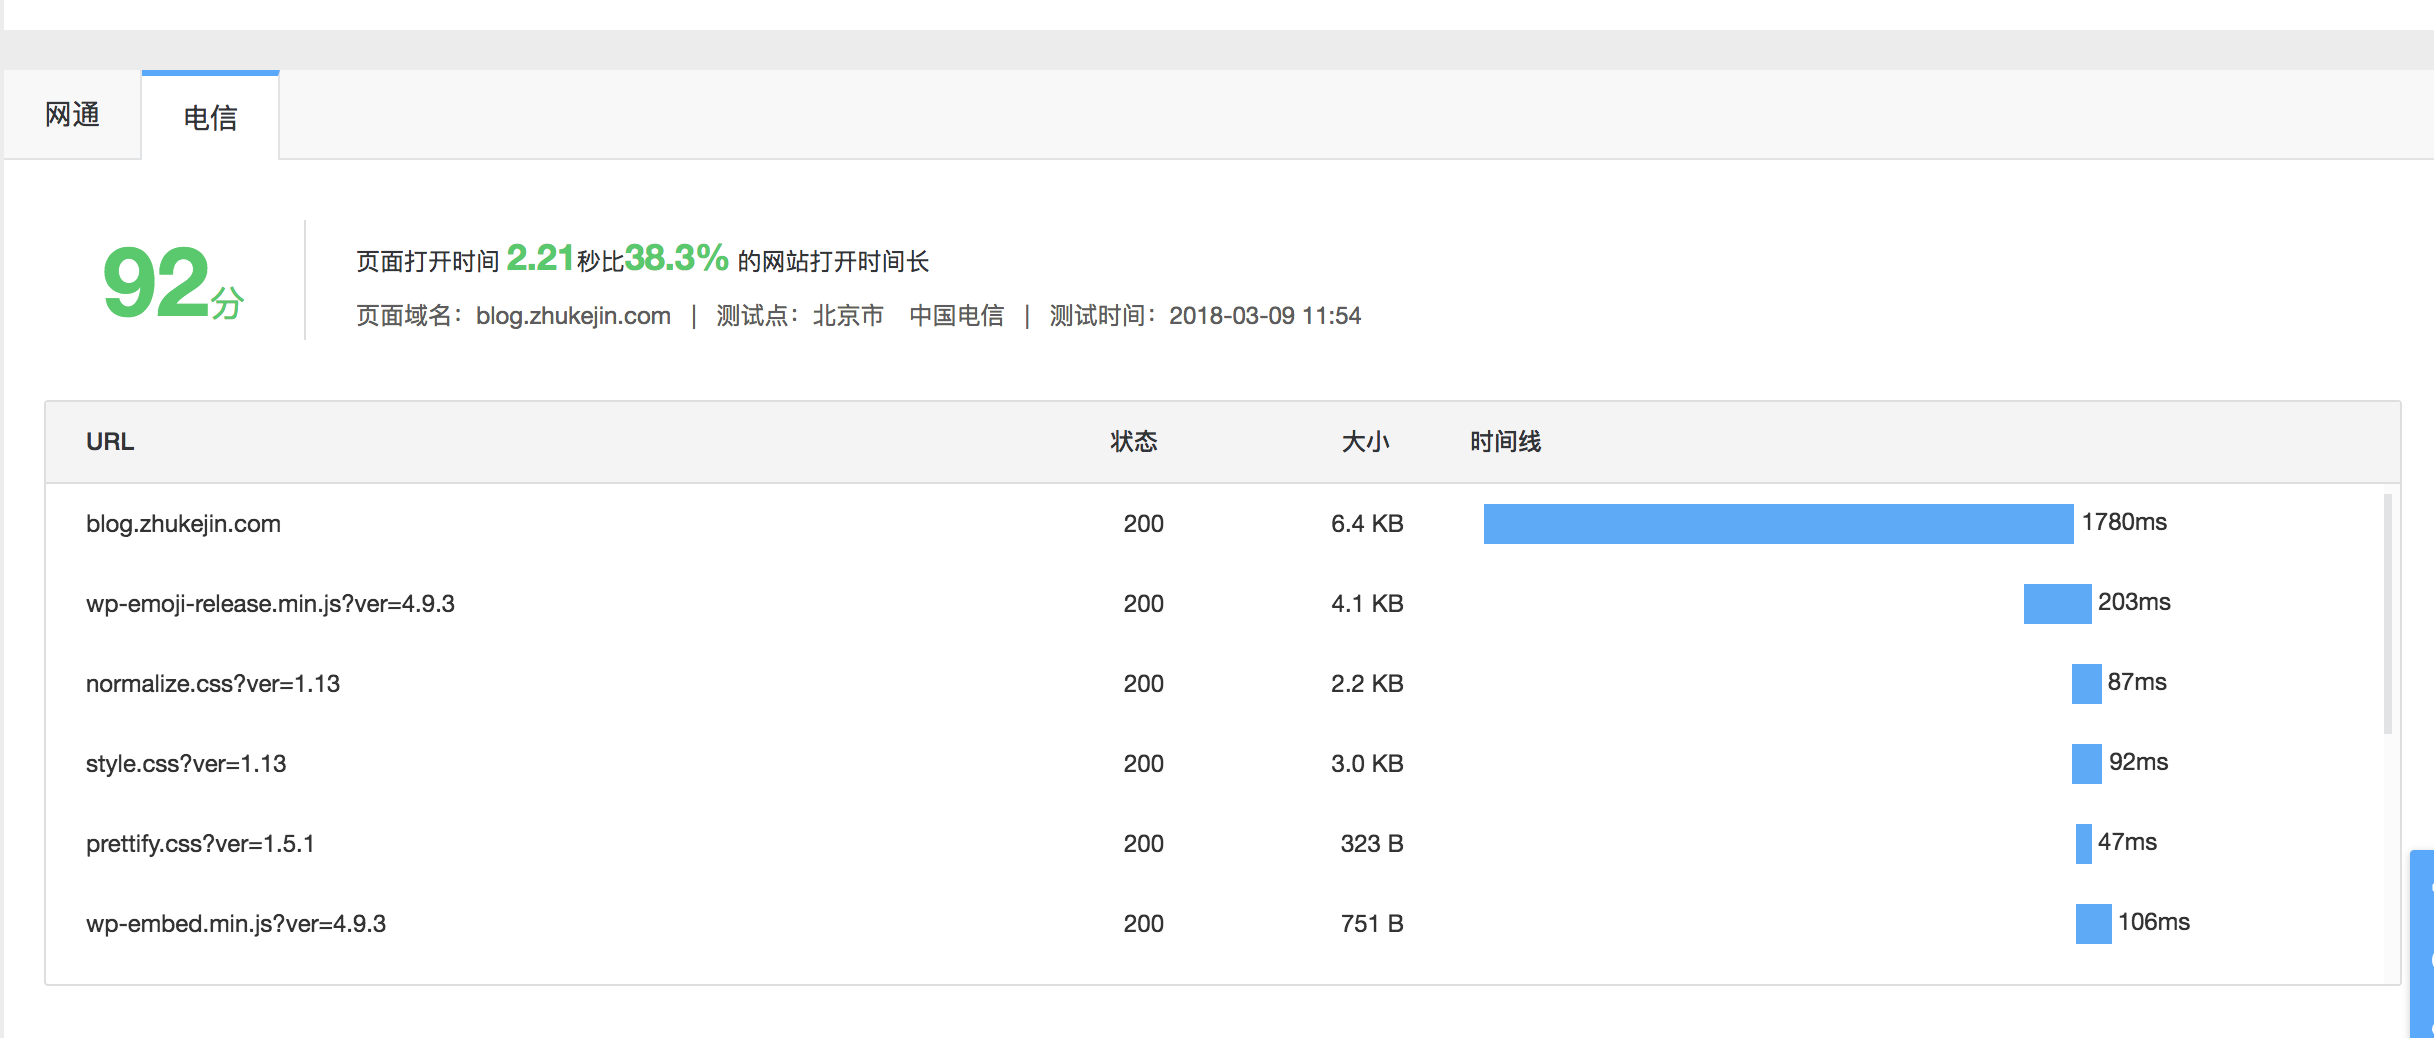 网通 电信
92分
页面打开时间 2.21秒比38.3% 的网站打开时间长
页面域名：blog.zhukejin.com | 测试点：北京市 中国电信 | 测试时间：2018-03-09 11:54
URL 状态 大小 时间线
blog.zhukejin.com 200 6.4 KB 1780ms
wp-emoji-release.min.js?ver=4.9.3 200 4.1 KB 203ms
normalize.css?ver=1.13 200 2.2 KB 87ms
style.css?ver=1.13 200 3.0 KB 92ms
prettify.css?ver=1.5.1 200 323 B 47ms
wp-embed.min.js?ver=4.9.3 200 751 B 106ms